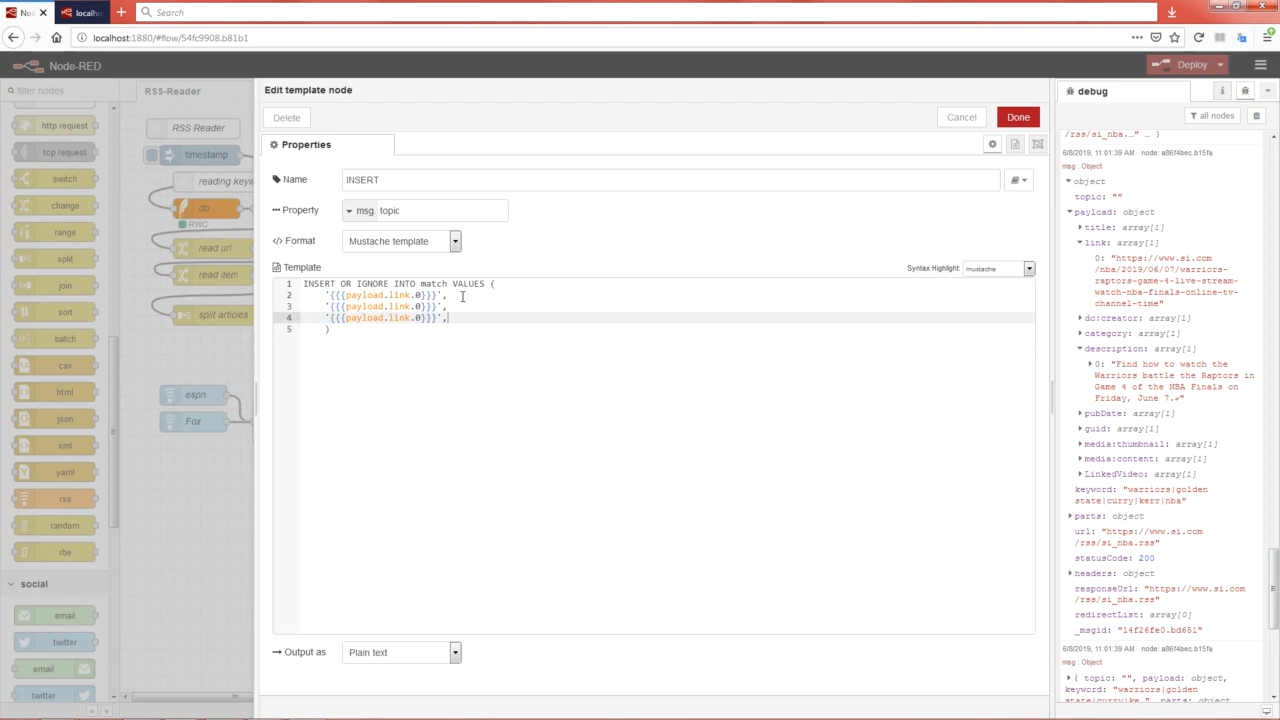 No
localho
Search
localhost:1880/#flow/54fc9908.b81b1
Node-RED
Deploy
filter nodes
RSS-Reader
http request
tcp request
switch
change
range
split
join
sort
batch
csv
html
json
xml
yaml
rss
random
rbe
social
email
twitter
email
twitter
RSS Reader
timestamp
reading keyw
db
RWC
read url
read item
split articles
espn
Fox
Edit template node
Delete
Cancel
Done
Properties
Name
INSERT
Property
msg. topic
Format
Mustache template
Template
Syntax Highlight:
mustache
1 INSERT OR IGNORE INTO match VALUES (
2 '{{{payload.link.0}}}',
3 '{{{payload.link.0}}}',
4 '{{{payload.link.0}}}',
5 )
Output as
Plain text
debug
i
all nodes
/rss/si_nba.…" … }
6/8/2019, 11:01:39 AM node: a86f4bec.b15fa
msg : Object
object
topic: ""
payload: object
title: array[1]
link: array[1]
0: "https://www.si.com
/nba/2019/06/07/warriors-
raptors-game-4-live-stream-
watch-nba-finals-online-tv-
channel-time"
dc:creator: array[1]
category: array[1]
description: array[1]
0: "Find how to watch the
Warriors battle the Raptors in
Game 4 of the NBA Finals on
Friday, June 7.↵"
pubDate: array[1]
guid: array[1]
media:thumbnail: array[1]
media:content: array[1]
LinkedVideo: array[1]
keyword: "warriors|golden
state|curry|kerr|nba"
parts: object
url: "https://www.si.com
/rss/si_nba.rss"
statusCode: 200
headers: object
responseUrl: "https://www.si.com
/rss/si_nba.rss"
redirectList: array[0]
_msgid: "14f26fe0.bd651"
6/8/2019, 11:01:39 AM node: a86f4bec.b15fa
msg : Object
{ topic: "", payload: object,
keyword: "warriors|golden